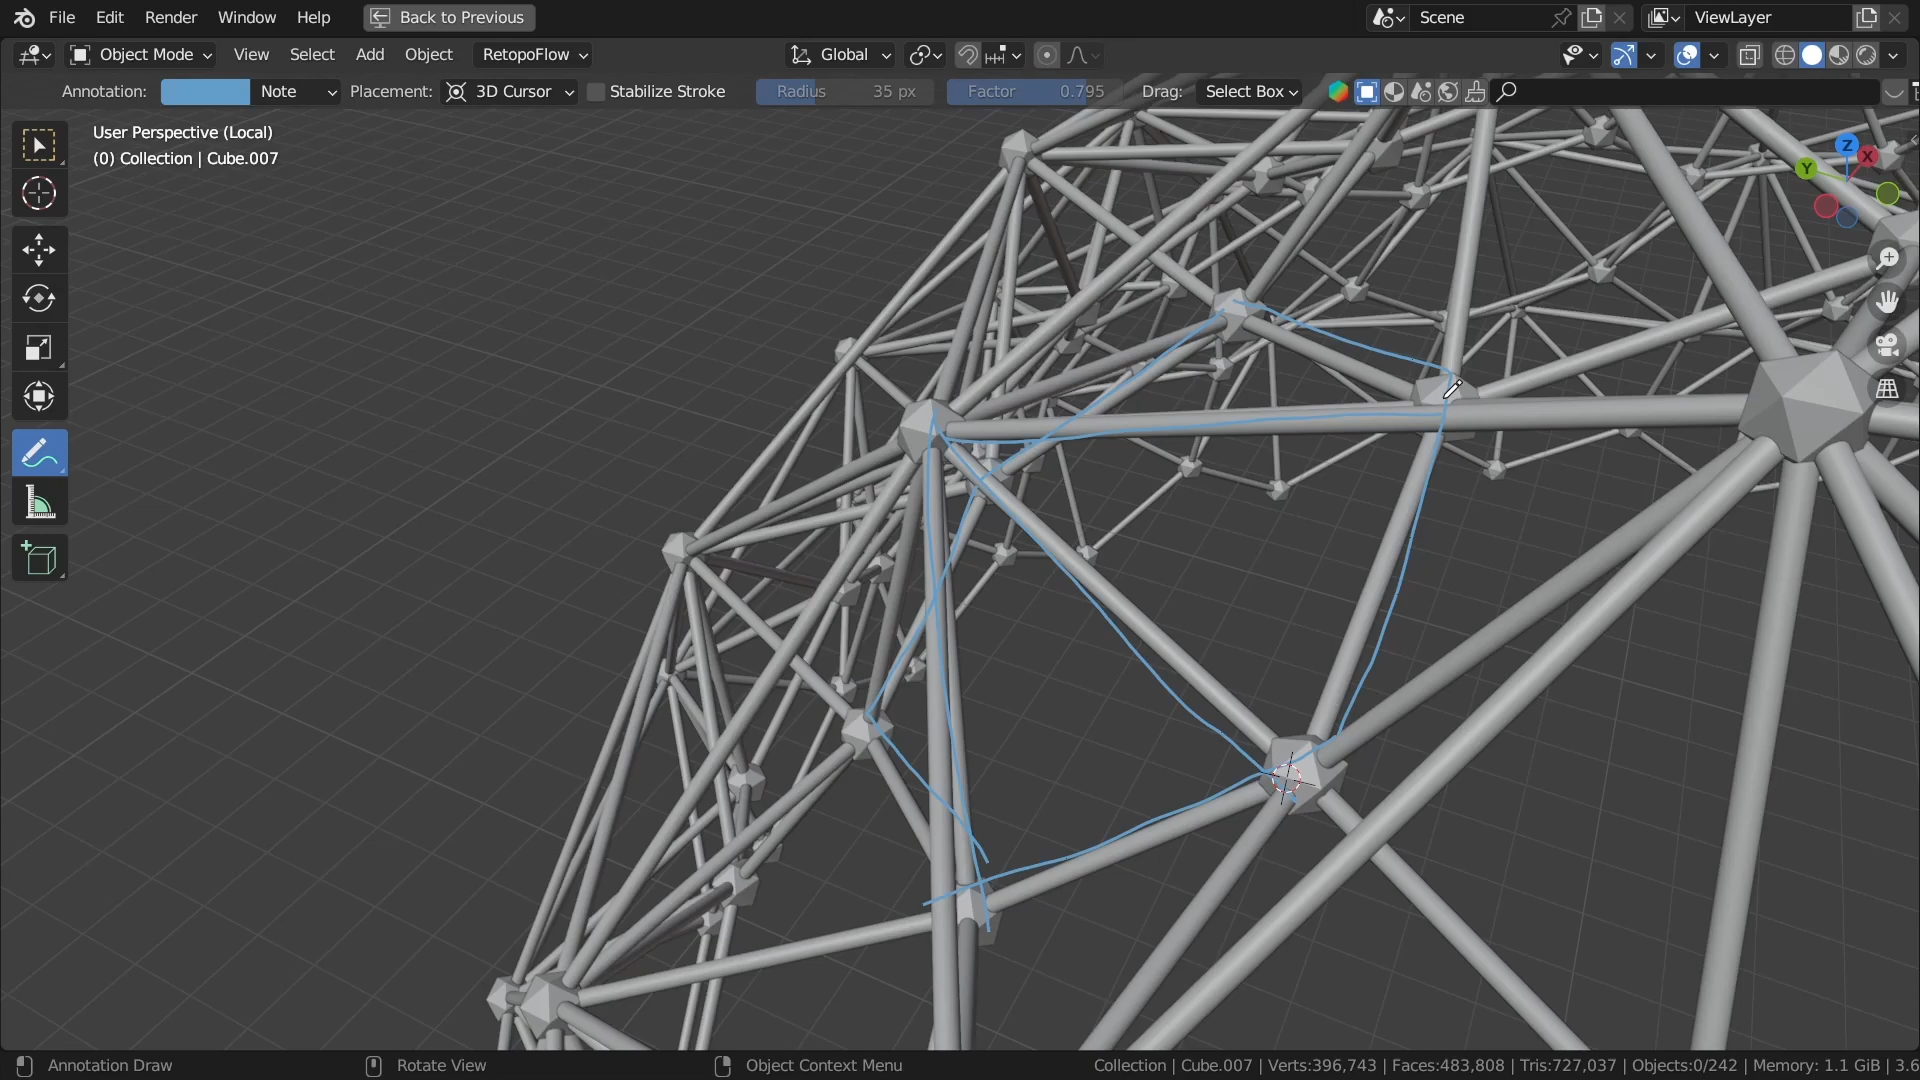 File Edit Render Window Help Back to Previous Scene ViewLayer
Object Mode View Select Add Object RetopoFlow Global
Annotation: Note Placement: 3D Cursor Stabilize Stroke Radius 35 px Factor 0.795 Drag: Select Box
User Perspective (Local)
(0) Collection | Cube.007
Z
X
Y
Annotation Draw Rotate View Object Context Menu Collection | Cube.007 | Verts:396,743 | Faces:483,808 | Tris:727,037 | Objects:0/242 | Memory: 1.1 GiB | 3.6